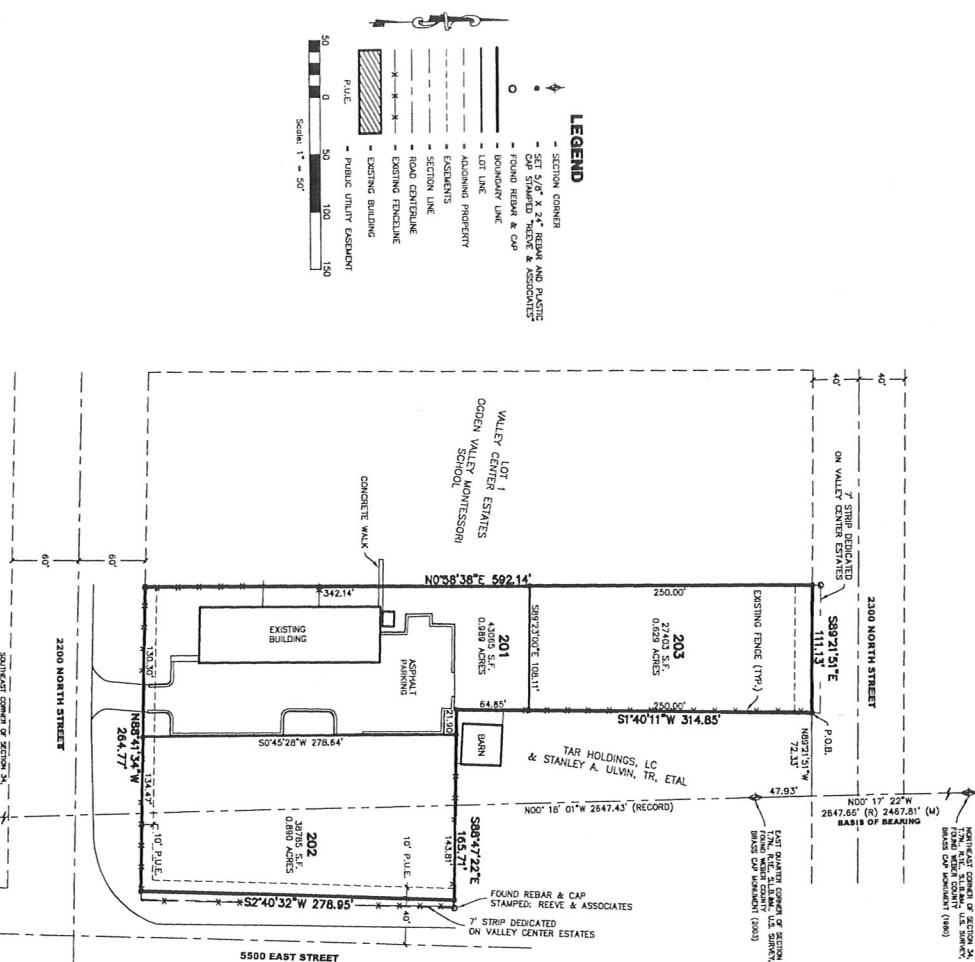 LEGEND
- SECTION CORNER
- SET 5/8" X 24" REBAR AND PLASTIC
CAP STAMPED "REEVE & ASSOCIATES"
- FOUND REBAR & CAP
- BOUNDARY LINE
- LOT LINE
- ADJOINING PROPERTY
- EASEMENTS
- SECTION LINE
- ROAD CENTERLINE
- EXISTING FENCELINE
- EXISTING BUILDING
P.U.E. - PUBLIC UTILITY EASEMENT
50 0 50 100 150
Scale: 1" = 50'
40'
40'
7' STRIP DEDICATED
ON VALLEY CENTER ESTATES
2300 NORTH STREET
S89°21'51"E
111.13'
P.O.B.
N89°21'51"W
72.33'
LOT 1
VALLEY CENTER ESTATES
OGDEN VALLEY MONTESSORI
SCHOOL
CONCRETE WALK
N0°58'38"E 592.14'
342.14'
250.00'
EXISTING FENCE (TYP.)
203
27403 S.F.
0.629 ACRES
250.00'
S89°23'00"E 108.11'
201
43065 S.F.
0.989 ACRES
64.85'
S1°40'11"W 314.85'
EXISTING
BUILDING
ASPHALT
PARKING
21.90'
BARN
TAR HOLDINGS, LC
& STANLEY A. ULVIN, TR, ETAL
130.30'
S0°45'28"W 278.64'
N88°41'34"W
264.77'
134.47'
N00° 18' 01"W 2647.43' (RECORD)
47.93'
N00° 17' 22"W
2647.66' (R) 2467.81' (M)
BASIS OF BEARING
NORTHEAST CORNER OF SECTION 34,
T.7N., R.1E., S.L.B.&M., U.S. SURVEY,
FOUND WEBER COUNTY
BRASS CAP MONUMENT (1980)
EAST QUARTER CORNER OF SECTION
T.7N., R.1E., S.L.B.&M., U.S. SURVEY,
FOUND WEBER COUNTY
BRASS CAP MONUMENT (2003)
202
38785 S.F.
0.890 ACRES
143.81'
S88°47'22"E
165.71'
10' P.U.E.
10' P.U.E.
S2°40'32"W 278.95'
40'
FOUND REBAR & CAP
STAMPED: REEVE & ASSOCIATES
7' STRIP DEDICATED
ON VALLEY CENTER ESTATES
5500 EAST STREET
60'
60'
2200 NORTH STREET
SOUTHEAST CORNER OF SECTION 34,